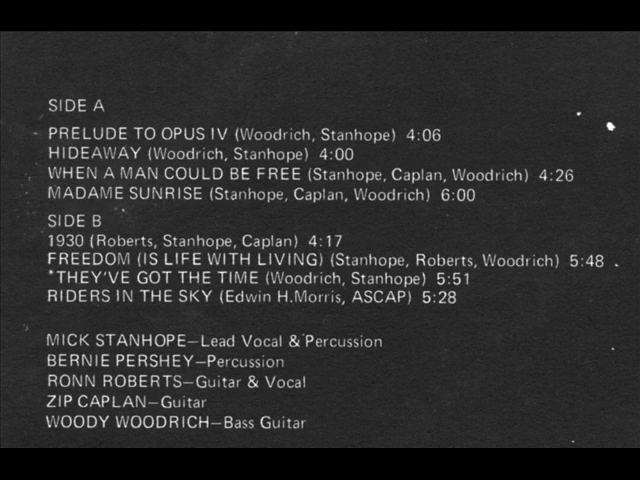 SIDE A
PRELUDE TO OPUS IV (Woodrich, Stanhope) 4:06
HIDEAWAY (Woodrich, Stanhope) 4:00
WHEN A MAN COULD BE FREE (Stanhope, Caplan, Woodrich) 4:26
MADAME SUNRISE (Stanhope, Caplan, Woodrich) 6:00
SIDE B
1930 (Roberts, Stanhope, Caplan) 4:17
FREEDOM (IS LIFE WITH LIVING) (Stanhope, Roberts, Woodrich) 5:48
*THEY'VE GOT THE TIME (Woodrich, Stanhope) 5:51
RIDERS IN THE SKY (Edwin H.Morris, ASCAP) 5:28
MICK STANHOPE—Lead Vocal & Percussion
BERNIE PERSHEY—Percussion
RONN ROBERTS—Guitar & Vocal
ZIP CAPLAN—Guitar
WOODY WOODRICH—Bass Guitar